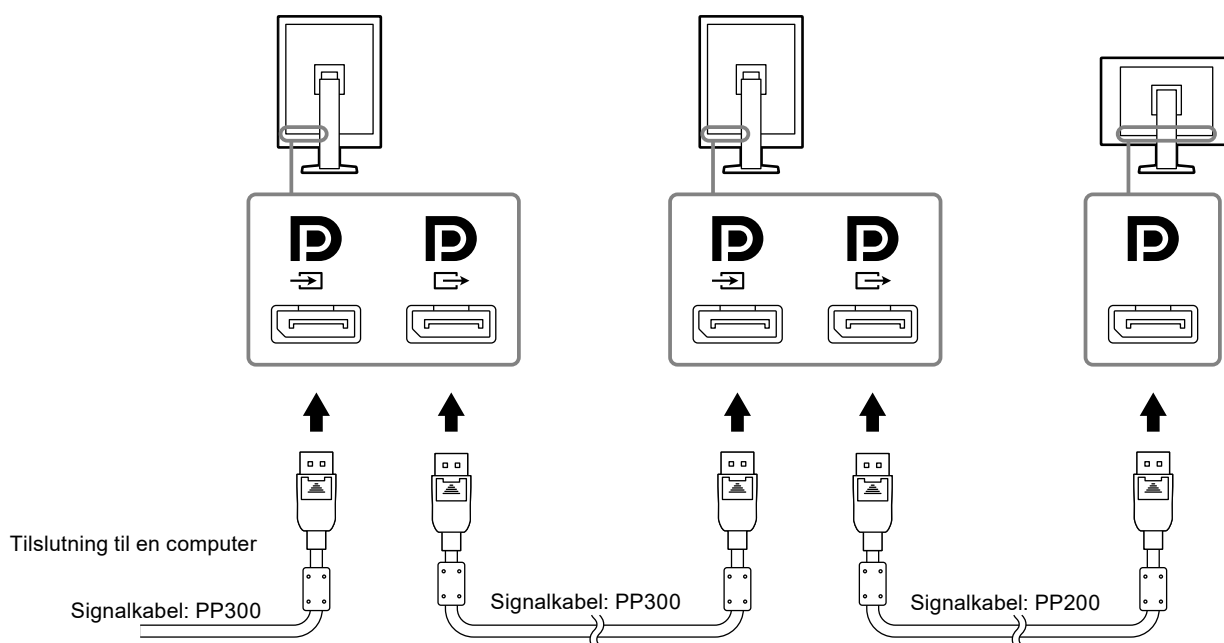 Tilslutning til en computer
Signalkabel: PP300
Signalkabel: PP300
Signalkabel: PP200